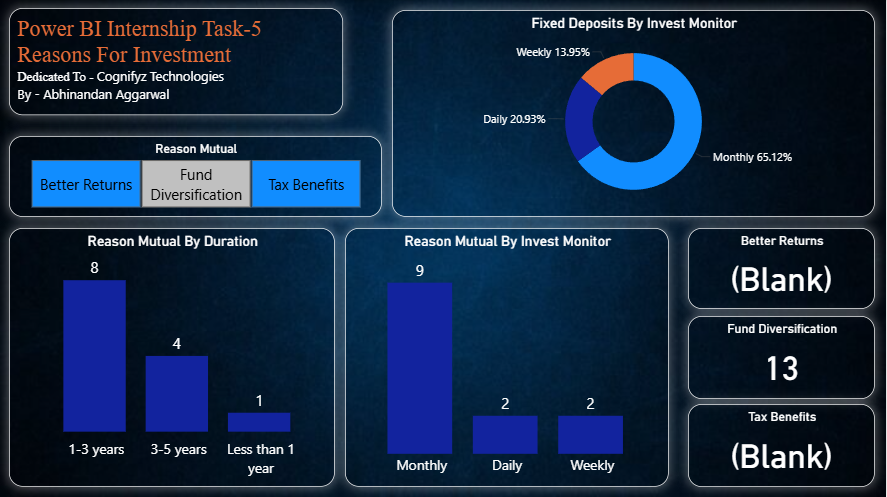 Power BI Internship Task-5
Reasons For Investment
Dedicated To - Cognifyz Technologies
By - Abhinandan Aggarwal
Fixed Deposits By Invest Monitor
Weekly 13.95%
Daily 20.93%
Monthly 65.12%
Reason Mutual
Better Returns
Fund
Diversification
Tax Benefits
Reason Mutual By Duration
8
4
1
1-3 years
3-5 years
Less than 1
year
Reason Mutual By Invest Monitor
9
2
2
Monthly
Daily
Weekly
Better Returns
(Blank)
Fund Diversification
13
Tax Benefits
(Blank)